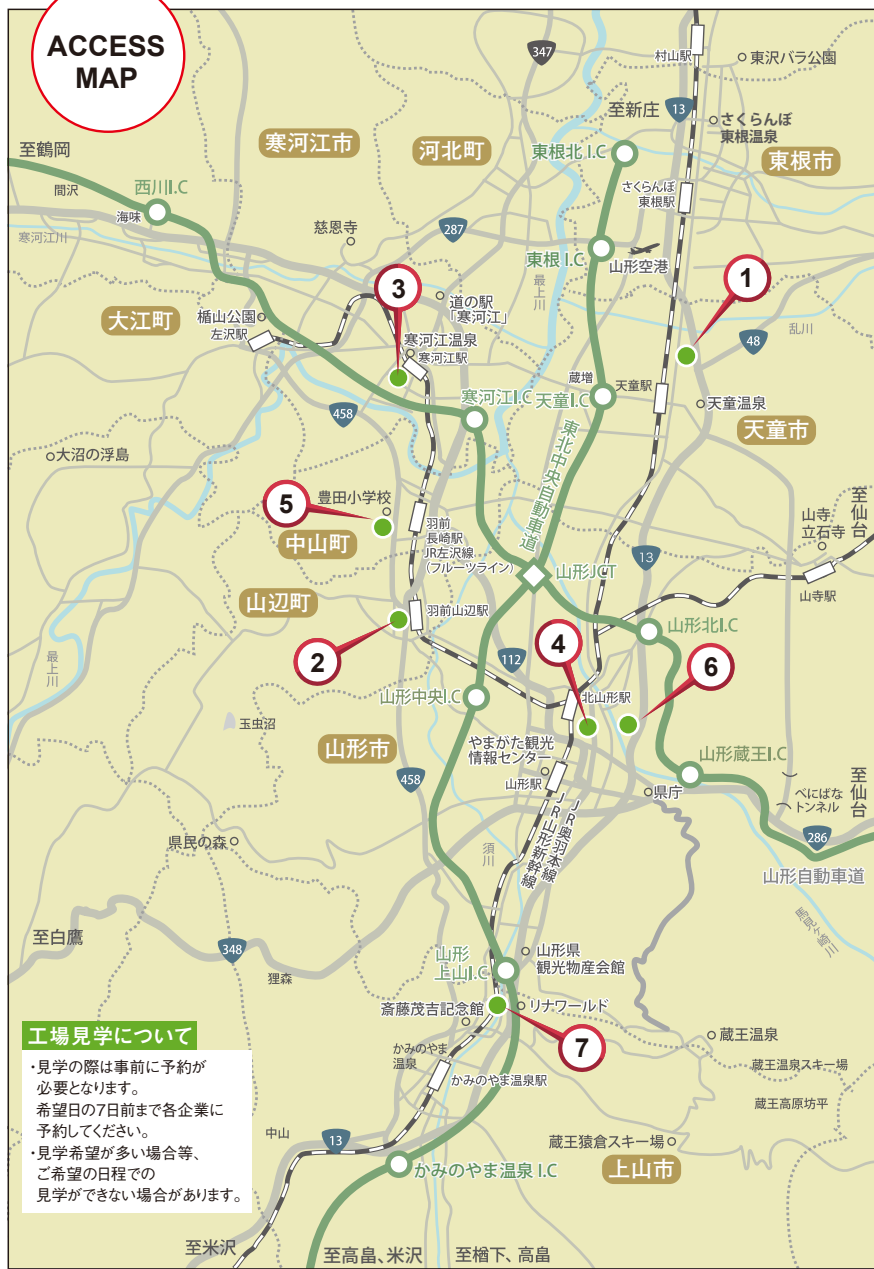 ACCESS
MAP
347
村山駅
東沢バラ公園
至新庄
13
さくらんぼ
東根温泉
寒河江市
河北町
東根北 I.C
東根市
至鶴岡
西川I.C
間沢
海味
寒河江川
慈恩寺
287
さくらんぼ
東根駅
東根 I.C
山形空港
最上川
1
3
道の駅
「寒河江」
大江町
楯山公園
左沢駅
寒河江温泉
寒河江駅
乱川
48
蔵増
天童駅
458
寒河江I.C
天童I.C
天童温泉
天童市
東北中央自動車道
大沼の浮島
5
豊田小学校
中山町
羽前
長崎駅
JR左沢線
(フルーツライン)
山寺
立石寺
至仙台
13
山形JCT
山寺駅
山辺町
羽前山辺駅
山形北I.C
2
112
4
6
最上川
山形中央I.C
北山形駅
玉虫沼
山形市
やまがた観光
情報センター
山形駅
山形蔵王I.C
458
県庁
べにばな
トンネル
至仙台
286
山形自動車道
JR奥羽本線
JR山形新幹線
須川
県民の森
馬見ヶ崎川
至白鷹
348
狸森
山形
上山I.C
山形県
観光物産会館
斎藤茂吉記念館
リナワールド
7
蔵王温泉
かみのやま
温泉
かみのやま温泉駅
蔵王温泉スキー場
蔵王高原坊平
工場見学について
・見学の際は事前に予約が
必要となります。
希望日の7日前まで各企業に
予約してください。
・見学希望が多い場合等、
ご希望の日程での
見学ができない場合があります。
中山
13
蔵王猿倉スキー場
かみのやま温泉 I.C
上山市
至米沢
至高畠、米沢
至楢下、高畠